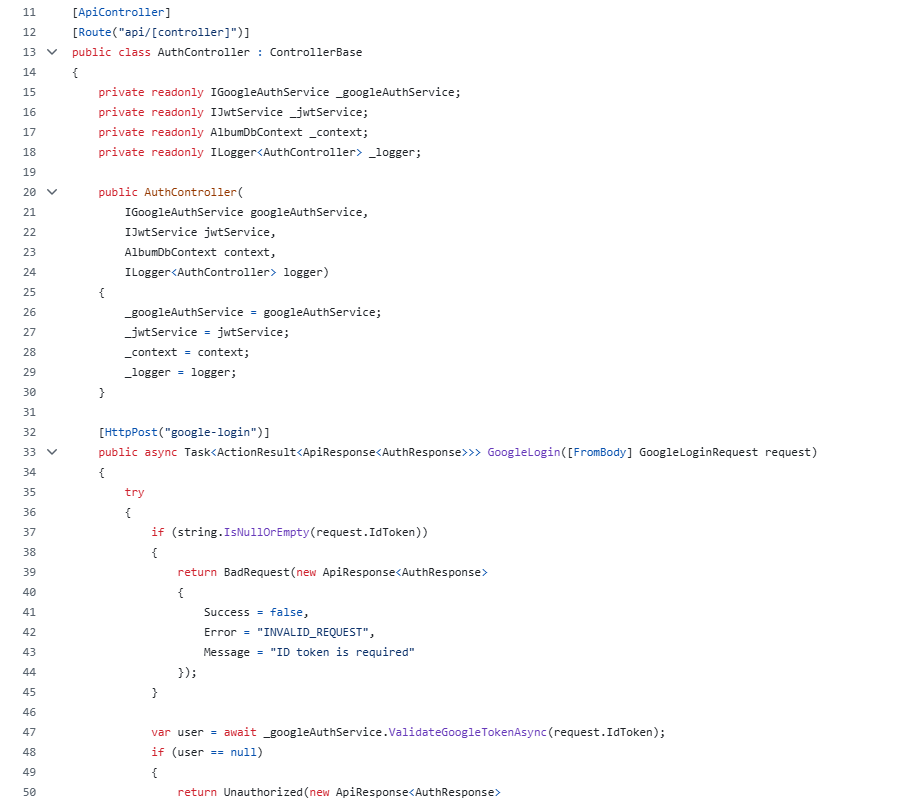 11 [ApiController]
12 [Route("api/[controller]")]
13 public class AuthController : ControllerBase
14 {
15 private readonly IGoogleAuthService _googleAuthService;
16 private readonly IJwtService _jwtService;
17 private readonly AlbumDbContext _context;
18 private readonly ILogger<AuthController> _logger;
19
20 public AuthController(
21 IGoogleAuthService googleAuthService,
22 IJwtService jwtService,
23 AlbumDbContext context,
24 ILogger<AuthController> logger)
25 {
26 _googleAuthService = googleAuthService;
27 _jwtService = jwtService;
28 _context = context;
29 _logger = logger;
30 }
31
32 [HttpPost("google-login")]
33 public async Task<ActionResult<ApiResponse<AuthResponse>>> GoogleLogin([FromBody] GoogleLoginRequest request)
34 {
35 try
36 {
37 if (string.IsNullOrEmpty(request.IdToken))
38 {
39 return BadRequest(new ApiResponse<AuthResponse>
40 {
41 Success = false,
42 Error = "INVALID_REQUEST",
43 Message = "ID token is required"
44 });
45 }
46
47 var user = await _googleAuthService.ValidateGoogleTokenAsync(request.IdToken);
48 if (user == null)
49 {
50 return Unauthorized(new ApiResponse<AuthResponse>